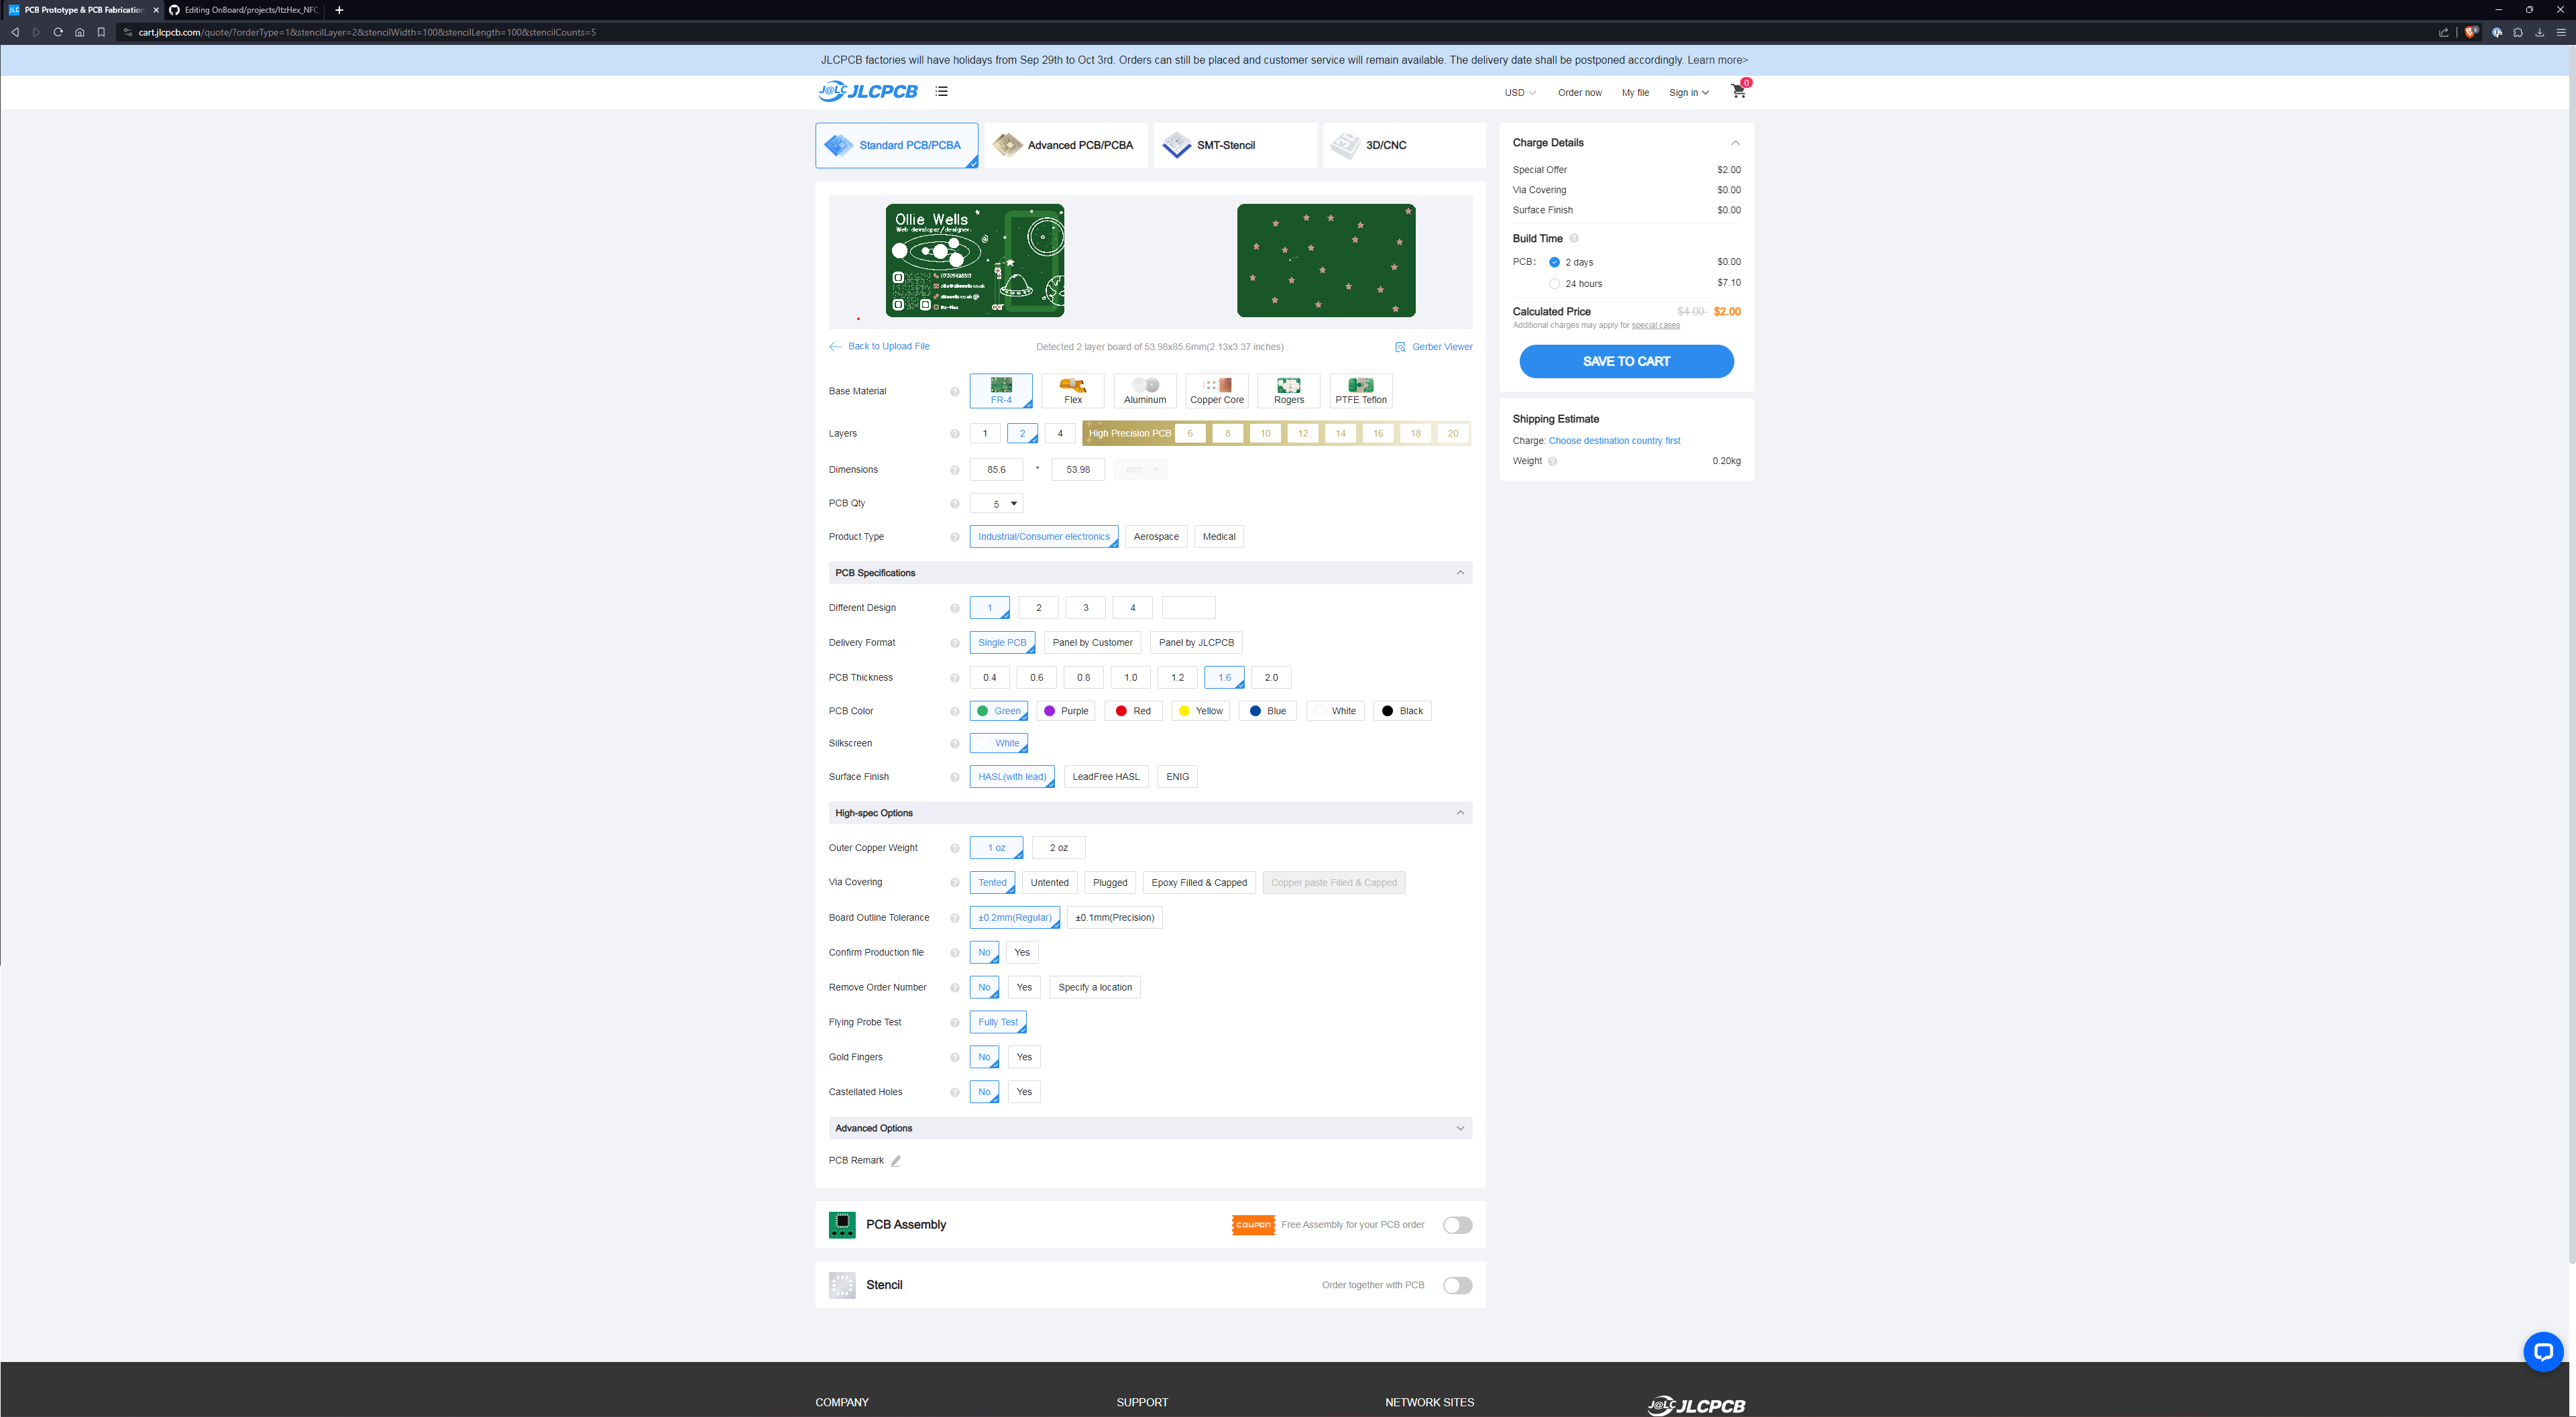 PCB Prototype & PCB Fabrication
Editing OnBoard/projects/ItzHex_NFC
cart.jlcpcb.com/quote/?orderType=1&stencilLayer=2&stencilWidth=100&stencilLength=100&stencilCounts=5
JLCPCB factories will have holidays from Sep 29th to Oct 3rd. Orders can still be placed and customer service will remain available. The delivery date shall be postponed accordingly. Learn more>
J@LC JLCPCB
USD Order now My file Sign in 0
Standard PCB/PCBA Advanced PCB/PCBA SMT-Stencil 3D/CNC
Ollie Wells
Web developer/designer.
Back to Upload File Detected 2 layer board of 53.98x85.6mm(2.13x3.37 inches) . Gerber Viewer
Base Material FR-4 Flex Aluminum Copper Core Rogers PTFE Teflon
Layers 1 2 4 High Precision PCB 6 8 10 12 14 16 18 20
Dimensions 85.6 * 53.98 mm
PCB Qty 5
Product Type Industrial/Consumer electronics Aerospace Medical
PCB Specifications
Different Design 1 2 3 4
Delivery Format Single PCB Panel by Customer Panel by JLCPCB
PCB Thickness 0.4 0.6 0.8 1.0 1.2 1.6 2.0
PCB Color Green Purple Red Yellow Blue White Black
Silkscreen White
Surface Finish HASL(with lead) LeadFree HASL ENIG
High-spec Options
Outer Copper Weight 1 oz 2 oz
Via Covering Tented Untented Plugged Epoxy Filled & Capped Copper paste Filled & Capped
Board Outline Tolerance ±0.2mm(Regular) ±0.1mm(Precision)
Confirm Production file No Yes
Remove Order Number No Yes Specify a location
Flying Probe Test Fully Test
Gold Fingers No Yes
Castellated Holes No Yes
Advanced Options
PCB Remark
PCB Assembly COUPON Free Assembly for your PCB order
Stencil Order together with PCB
Charge Details
Special Offer $2.00
Via Covering $0.00
Surface Finish $0.00
Build Time
PCB: 2 days $0.00
24 hours $7.10
Calculated Price $4.00 $2.00
Additional charges may apply for special cases
SAVE TO CART
Shipping Estimate
Charge: Choose destination country first
Weight 0.20kg
COMPANY SUPPORT NETWORK SITES J@LC JLCPCB